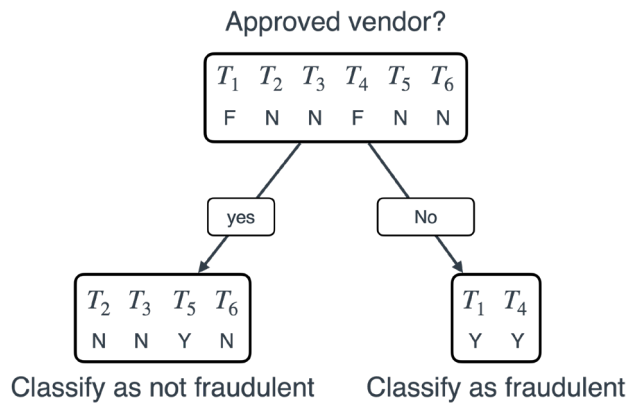 Approved vendor?
T1 T2 T3 T4 T5 T6
F N N F N N
yes No
T2 T3 T5 T6 T1 T4
N N Y N Y Y
Classify as not fraudulent Classify as fraudulent